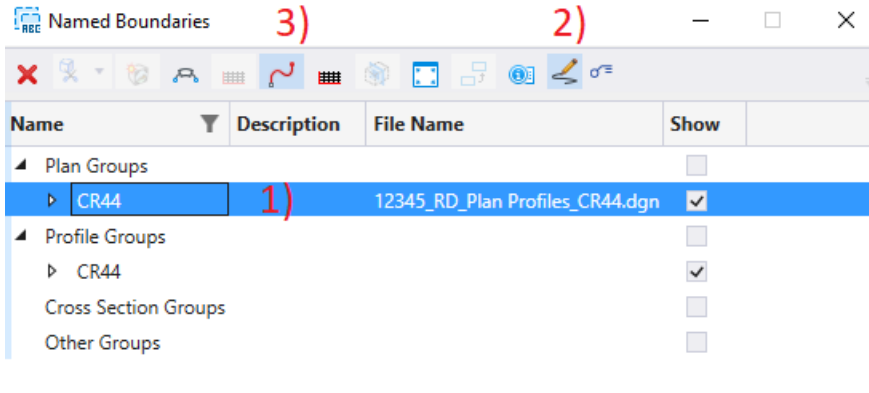 ABC Named Boundaries 3) 2)
Name Description File Name Show
Plan Groups
CR44 1) 12345_RD_Plan Profiles_CR44.dgn
Profile Groups
CR44
Cross Section Groups
Other Groups